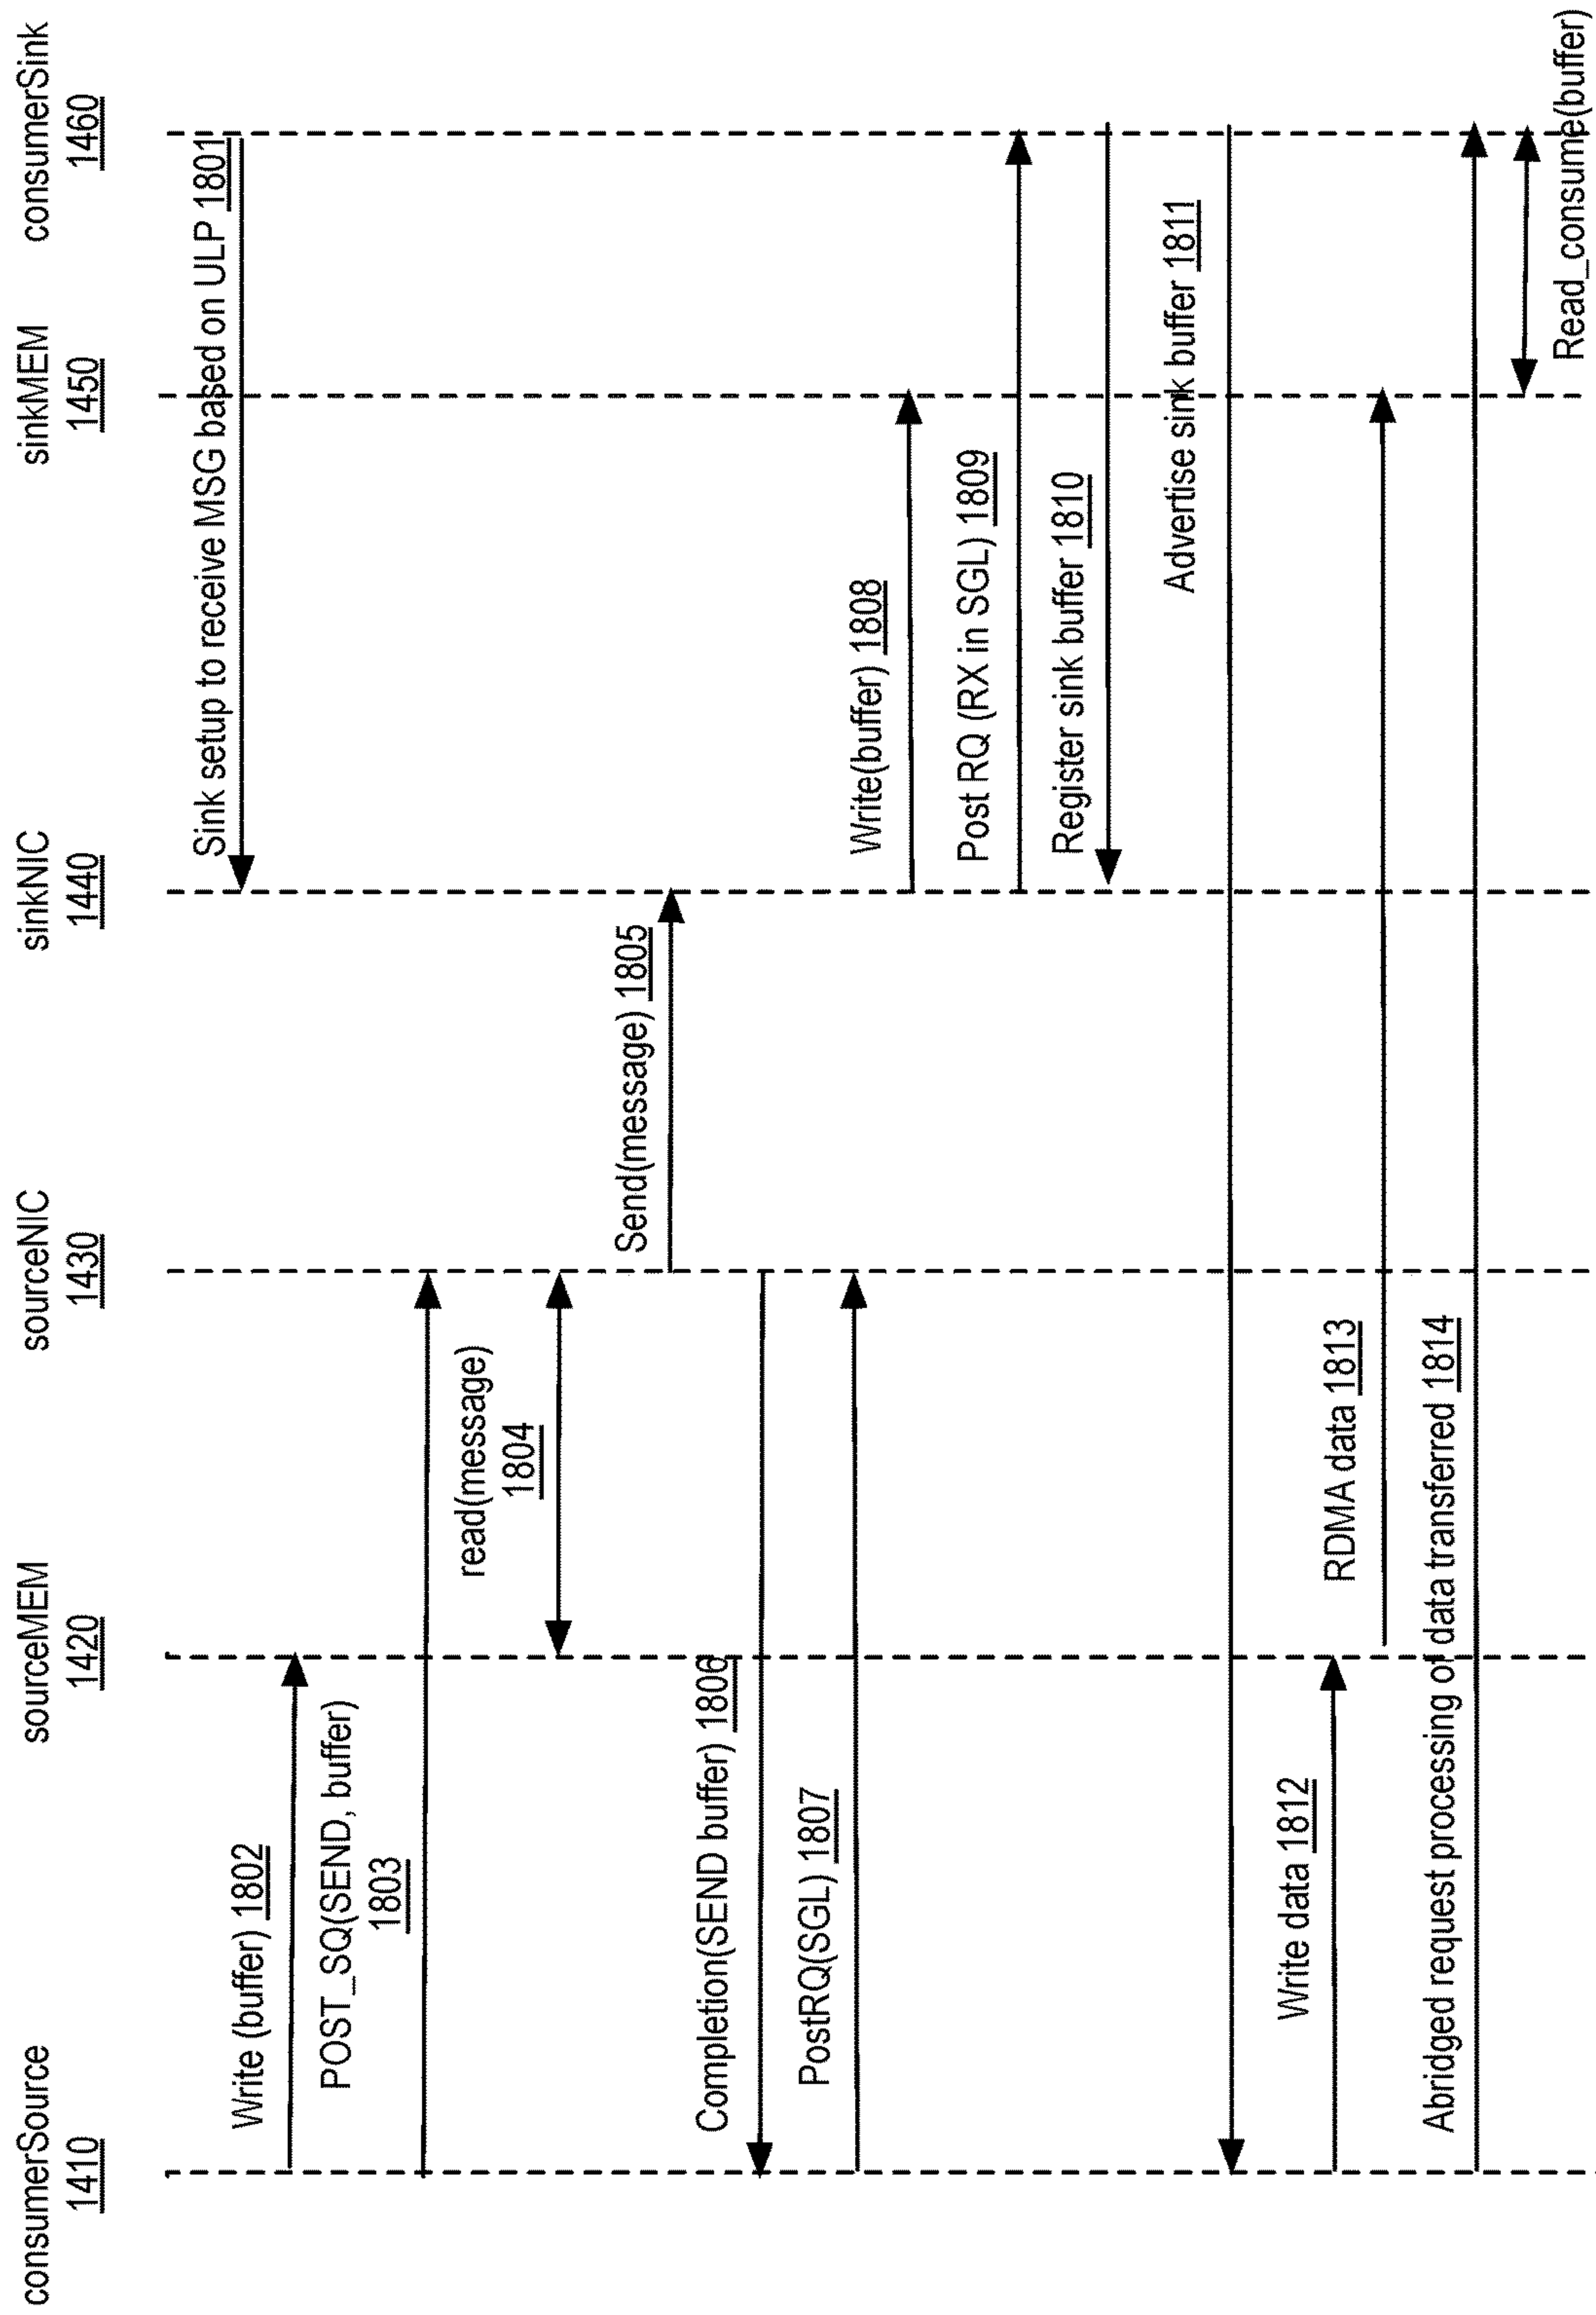 consumerSource
1410
sourceMEM
1420
sourceNIC
1430
sinkNIC
1440
sinkMEM
1450
consumerSink
1460
Sink setup to receive MSG based on ULP 1801
Write (buffer) 1802
POST_SQ(SEND, buffer)
1803
read(message)
1804
Send(message) 1805
Completion(SEND buffer) 1806
PostRQ(SGL) 1807
Write(buffer) 1808
Post RQ (RX in SGL) 1809
Register sink buffer 1810
Advertise sink buffer 1811
Write data 1812
RDMA data 1813
Abridged request processing of data transferred 1814
Read_consume(buffer)